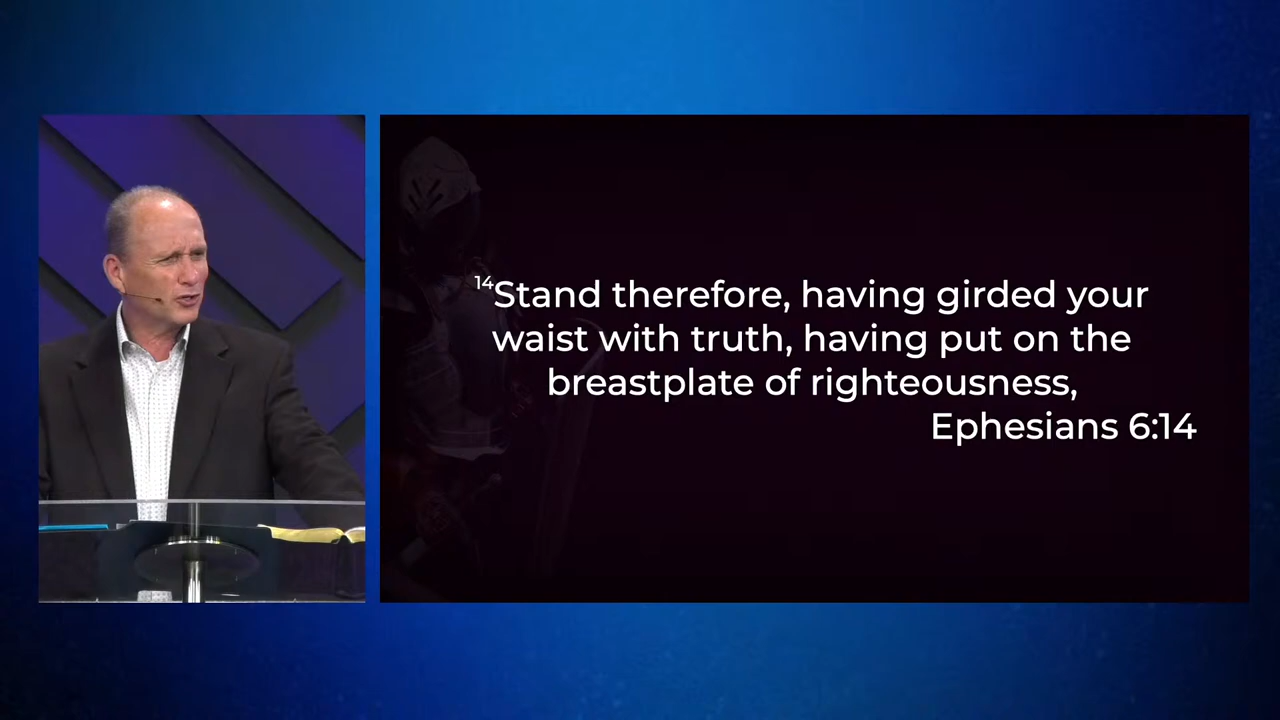 14Stand therefore, having girded your
waist with truth, having put on the
breastplate of righteousness,
Ephesians 6:14